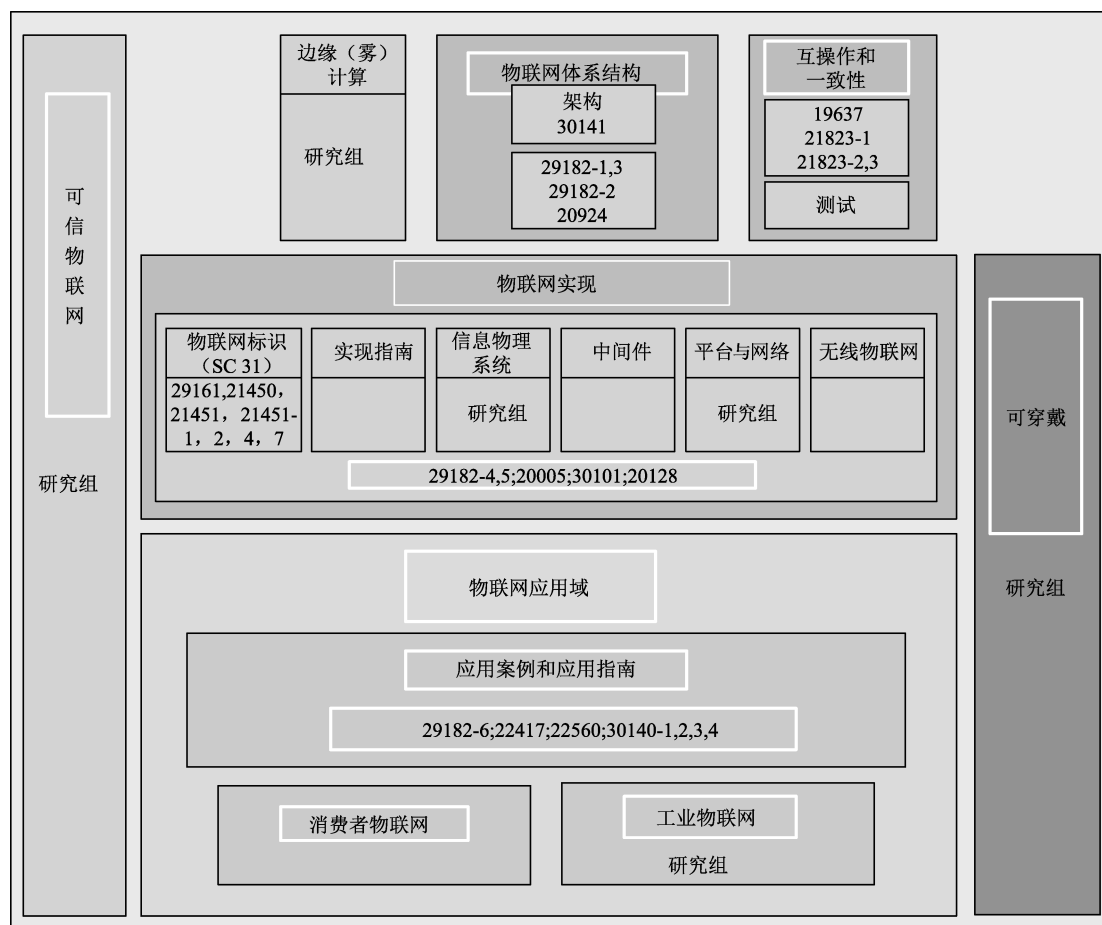 可
信
物
联
网
研究组
边缘（雾）
计算
研究组
物联网体系结构
架构
30141
29182-1,3
29182-2
20924
互操作和
一致性
19637
21823-1
21823-2,3
测试
物联网实现
物联网标识
（SC 31）
29161,21450，
21451，21451-
1，2，4，7
实现指南
信息物理
系统
研究组
中间件
平台与网络
研究组
无线物联网
29182-4,5;20005;30101;20128
可穿戴
研究组
物联网应用域
应用案例和应用指南
29182-6;22417;22560;30140-1,2,3,4
消费者物联网
工业物联网
研究组